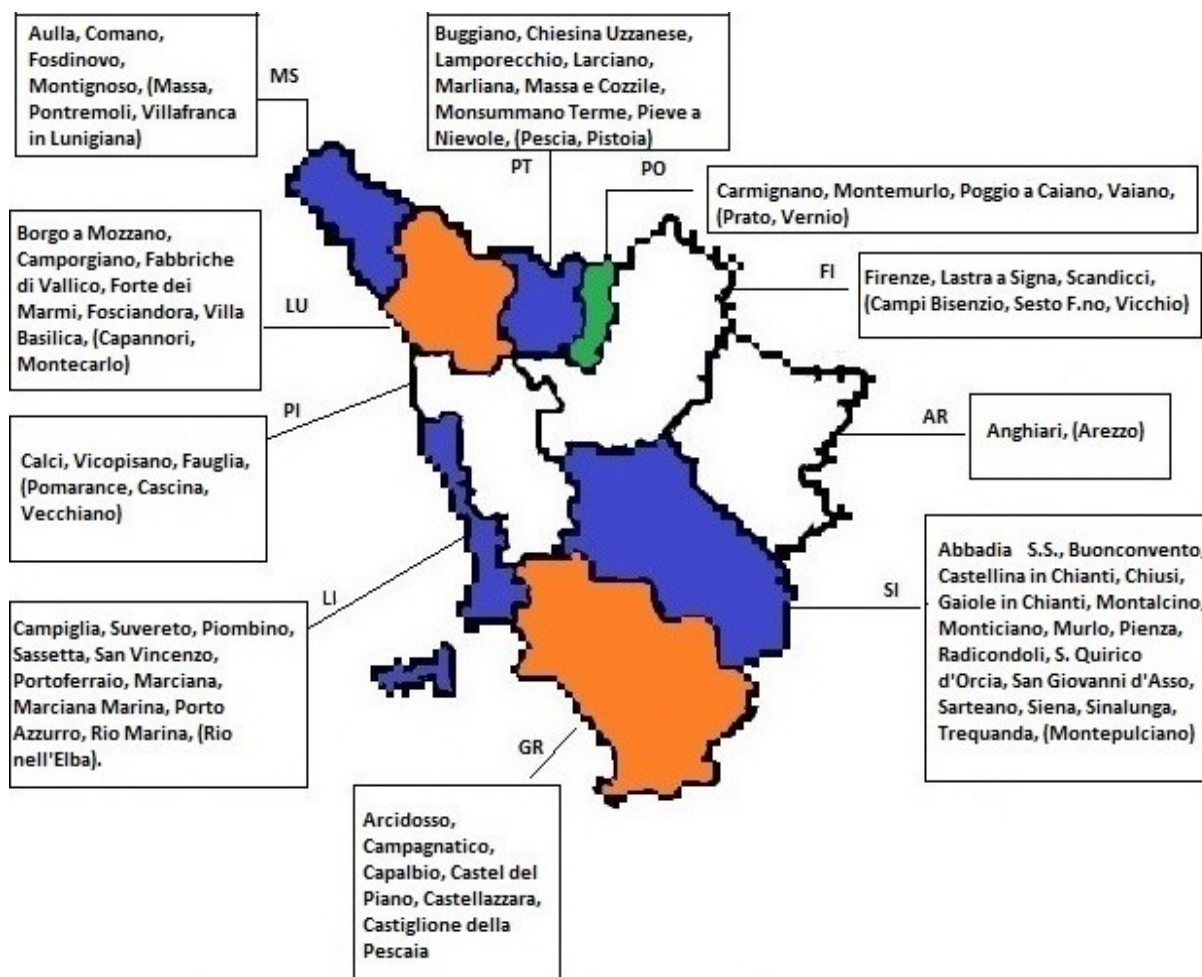 Aulla, Comano,
Fosdinovo,
Montignoso, (Massa,
Pontremoli, Villafranca
in Lunigiana)
MS
Buggiano, Chiesina Uzzanese,
Lamporecchio, Larciano,
Marliana, Massa e Cozzile,
Monsummano Terme, Pieve a
Nievole, (Pescia, Pistoia)
PT
PO
Carmignano, Montemurlo, Poggio a Caiano, Vaiano,
(Prato, Vernio)
Borgo a Mozzano,
Camporgiano, Fabbriche
di Vallico, Forte dei
Marmi, Fosciandora, Villa
Basilica, (Capannori,
Montecarlo)
LU
FI
Firenze, Lastra a Signa, Scandicci,
(Campi Bisenzio, Sesto F.no, Vicchio)
PI
Calci, Vicopisano, Fauglia,
(Pomarance, Cascina,
Vecchiano)
AR
Anghiari, (Arezzo)
LI
Campiglia, Suvereto, Piombino,
Sassetta, San Vincenzo,
Portoferraio, Marciana,
Marciana Marina, Porto
Azzurro, Rio Marina, (Rio
nell'Elba).
SI
Abbadia S.S., Buonconvento,
Castellina in Chianti, Chiusi,
Gaiole in Chianti, Montalcino,
Monticiano, Murlo, Pienza,
Radicondoli, S. Quirico
d'Orcia, San Giovanni d'Asso,
Sarteano, Siena, Sinalunga,
Trequanda, (Montepulciano)
GR
Arcidosso,
Campagnatico,
Capalbio, Castel del
Piano, Castellazzara,
Castiglione della
Pescaia